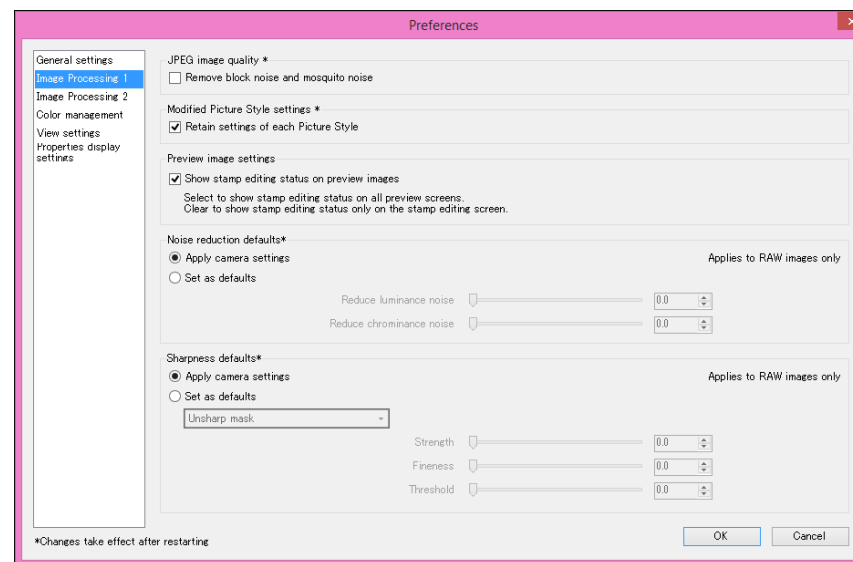 Preferences
General settings
Image Processing 1
Image Processing 2
Color management
View settings
Properties display
settings
JPEG image quality *
Remove block noise and mosquito noise
Modified Picture Style settings *
Retain settings of each Picture Style
Preview image settings
Show stamp editing status on preview images
Select to show stamp editing status on all preview screens.
Clear to show stamp editing status only on the stamp editing screen.
Noise reduction defaults*
Apply camera settings Applies to RAW images only
Set as defaults
Reduce luminance noise 0.0
Reduce chrominance noise 0.0
Sharpness defaults*
Apply camera settings Applies to RAW images only
Set as defaults
Unsharp mask
Strength 0.0
Fineness 0.0
Threshold 0.0
*Changes take effect after restarting
OK Cancel